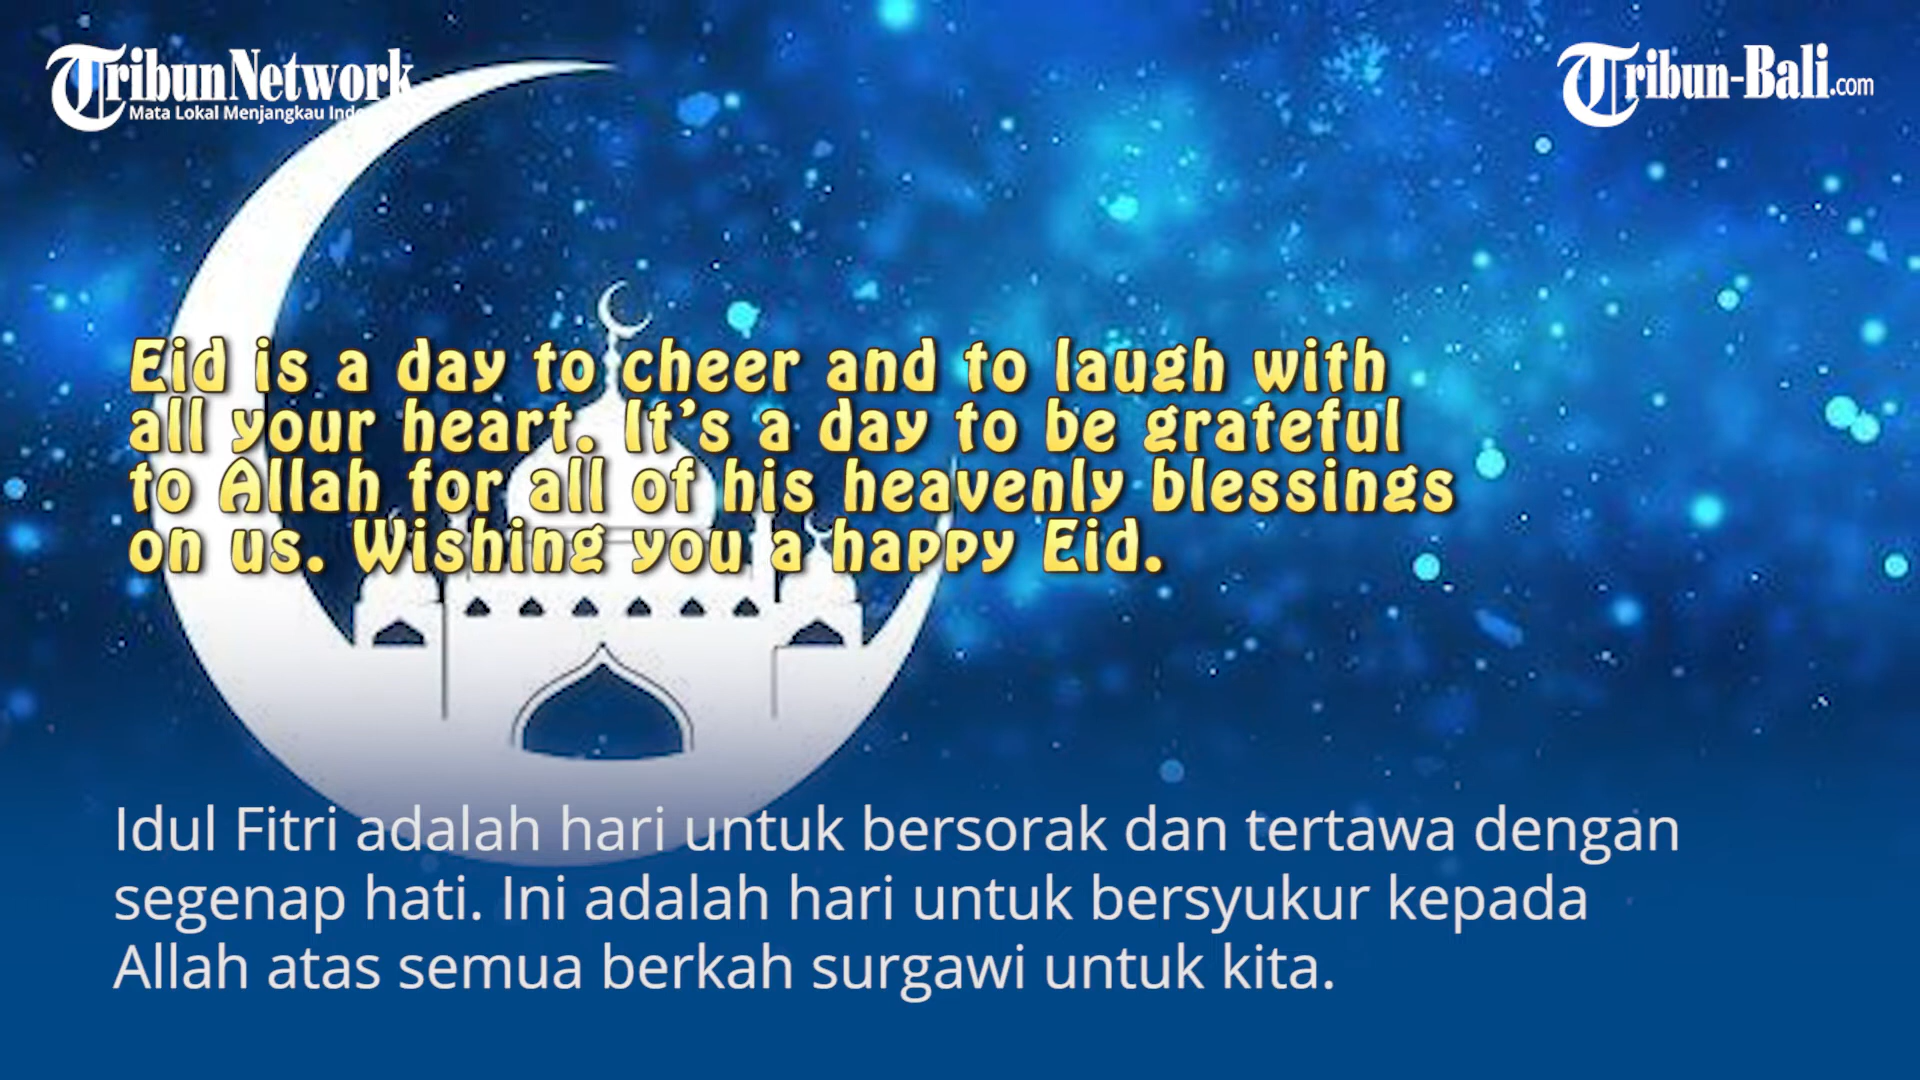 Tribun Network
Mata Lokal Menjangkau
Tribun-Bali.com
Eid is a day to cheer and to laugh with
all your heart. It's a day to be grateful
to Allah for all of his heavenly blessings
on us. Wishing you a happy Eid.
Idul Fitri adalah hari untuk bersorak dan tertawa dengan
segenap hati. Ini adalah hari untuk bersyukur kepada
Allah atas semua berkah surgawi untuk kita.